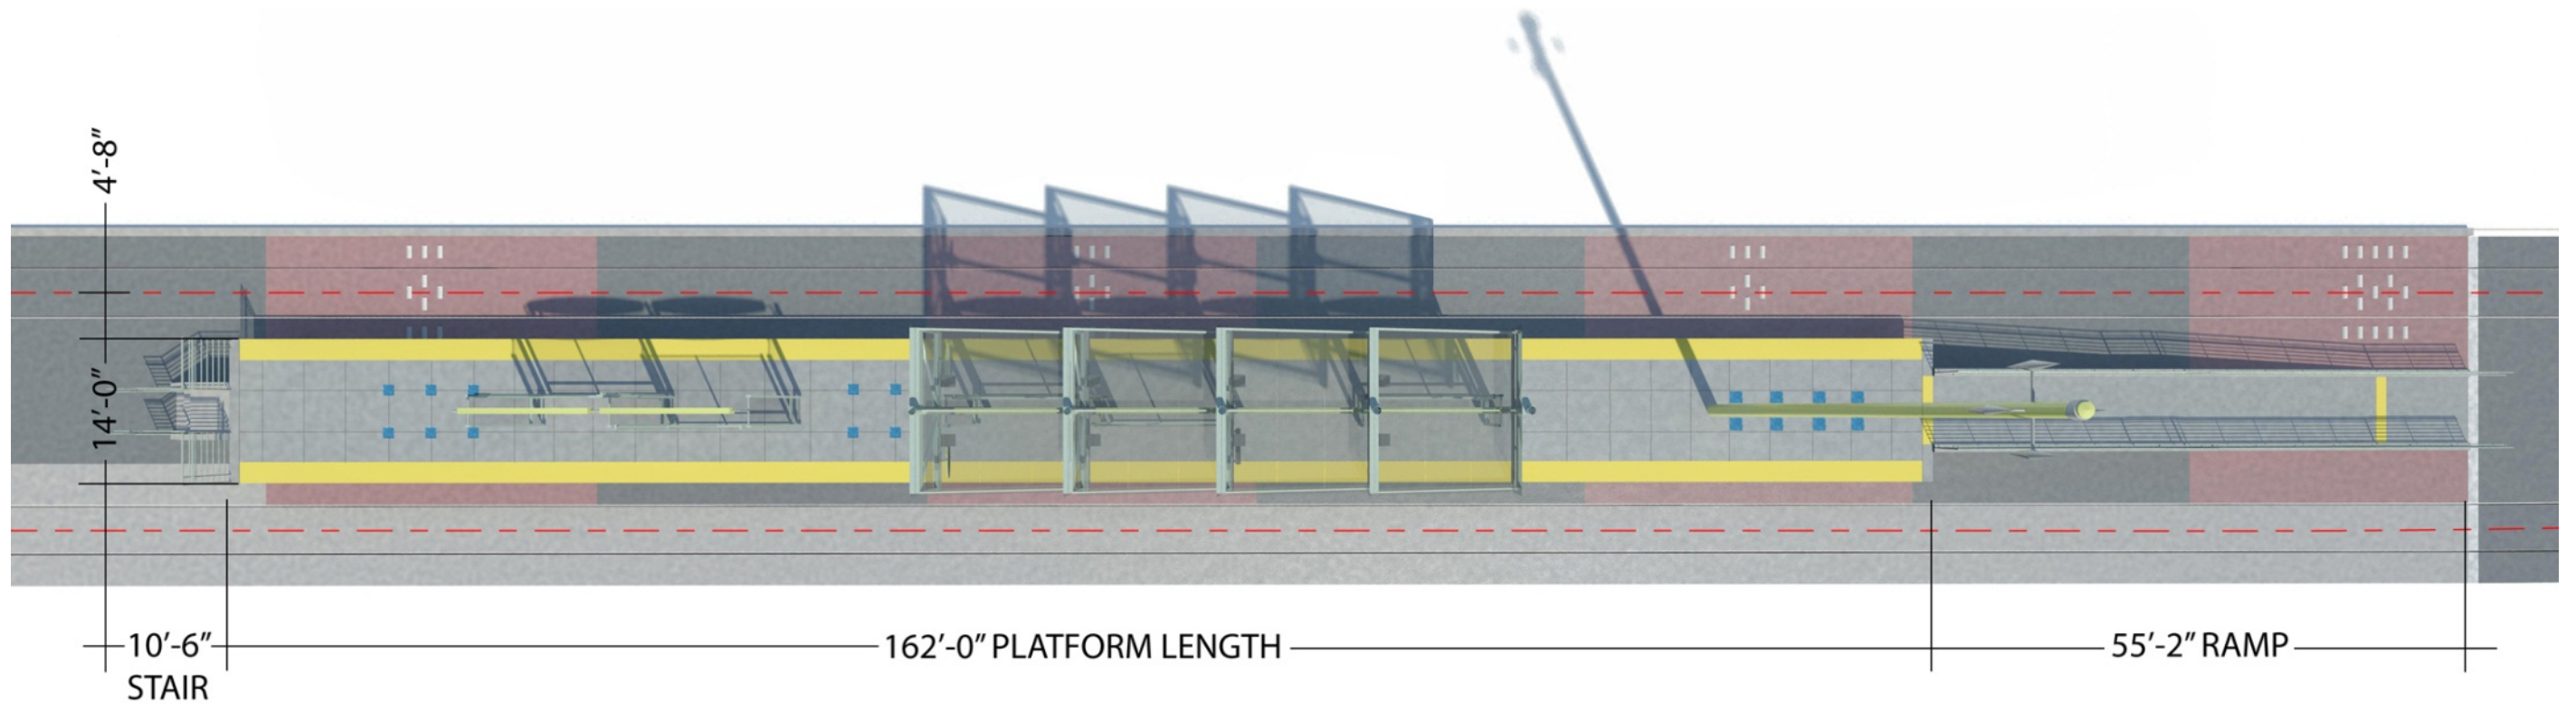 4′-8″
14′-0″
10′-6″
STAIR
162′-0″ PLATFORM LENGTH
55′-2″ RAMP